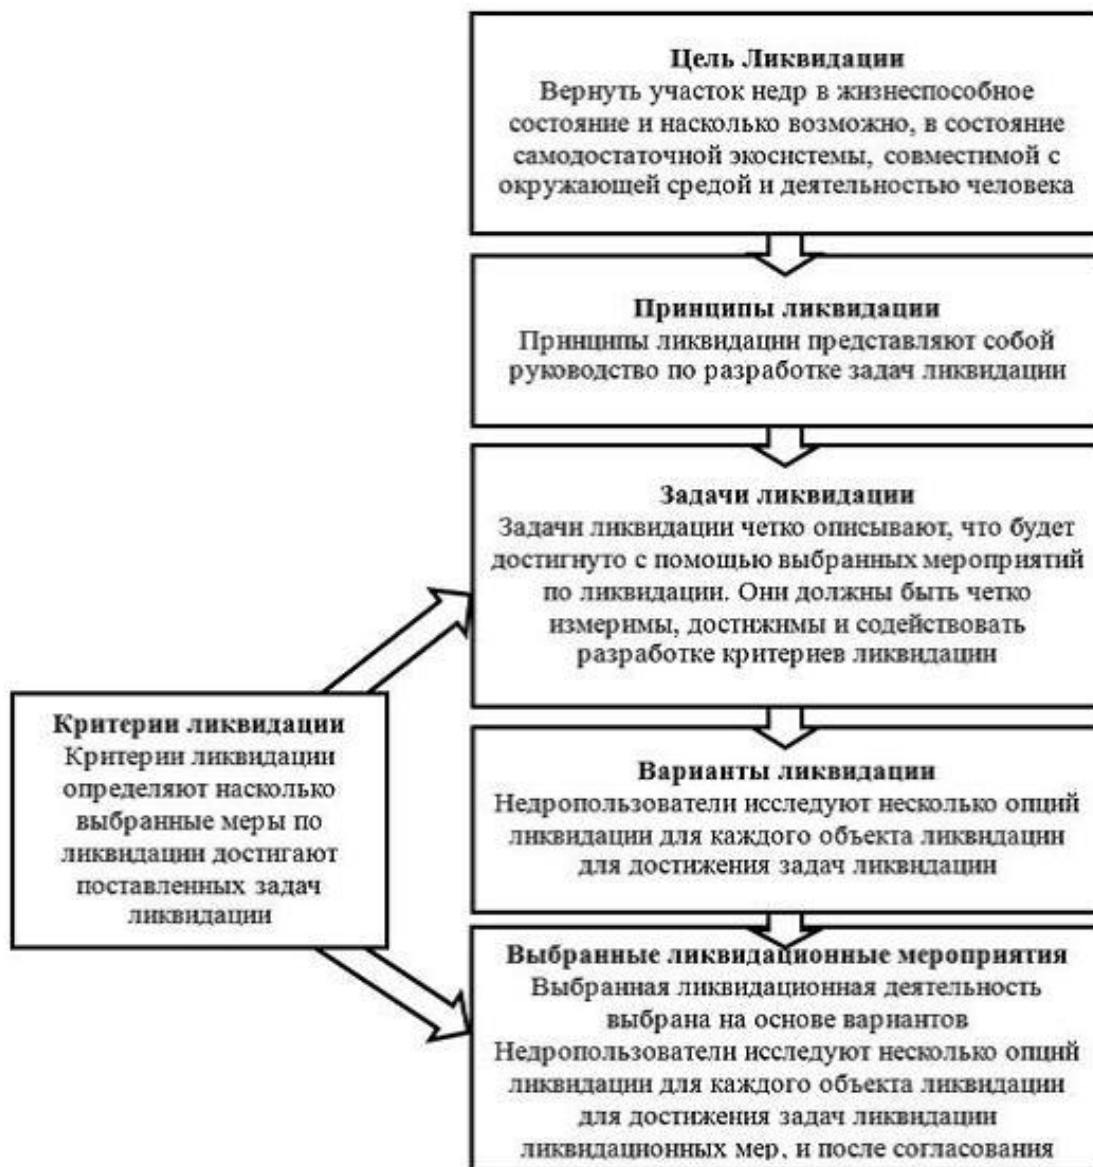 Цель Ликвидации
Вернуть участок недр в жизнеспособное
состояние и насколько возможно, в состояние
самодостаточной экосистемы, совместимой с
окружающей средой и деятельностью человека
Принципы ликвидации
Принципы ликвидации представляют собой
руководство по разработке задач ликвидации
Задачи ликвидации
Задачи ликвидации четко описывают, что будет
достигнуто с помощью выбранных мероприятий
по ликвидации. Они должны быть четко
измеримы, достижимы и содействовать
разработке критериев ликвидации
Критерии ликвидации
Критерии ликвидации
определяют насколько
выбранные меры по
ликвидации достигают
поставленных задач
ликвидации
Варианты ликвидации
Недропользователи исследуют несколько опций
ликвидации для каждого объекта ликвидации
для достижения задач ликвидации
Выбранные ликвидационные мероприятия
Выбранная ликвидационная деятельность
выбрана на основе вариантов
Недропользователи исследуют несколько опций
ликвидации для каждого объекта ликвидации
для достижения задач ликвидации
ликвидационных мер, и после согласования